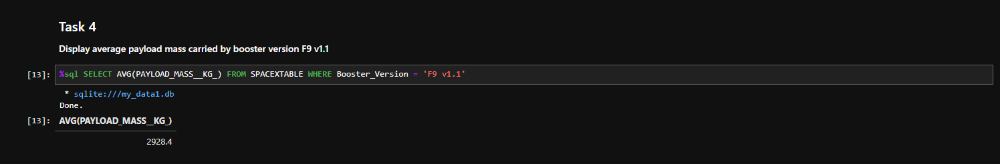 Task 4
Display average payload mass carried by booster version F9 v1.1
[13]: %sql SELECT AVG(PAYLOAD_MASS__KG_) FROM SPACEXTABLE WHERE Booster_Version = 'F9 v1.1'
* sqlite:///my_data1.db
Done.
[13]: AVG(PAYLOAD_MASS__KG_)
2928.4